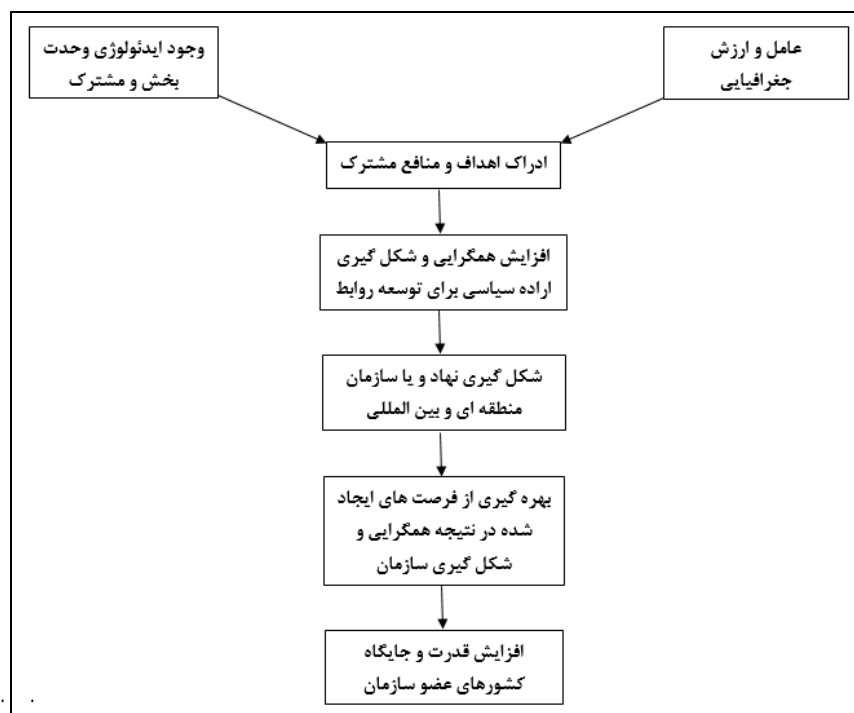 عامل و ارزش
جغرافیایی
وجود ایدئولوژی وحدت
بخش و مشترک
ادراک اهداف و منافع مشترک
افزایش همگرایی و شکل گیری
اراده سیاسی برای توسعه روابط
شکل گیری نهاد و یا سازمان
منطقه ای و بین المللی
بهره گیری از فرصت های ایجاد
شده در نتیجه همگرایی و
شکل گیری سازمان
افزایش قدرت و جایگاه
کشورهای عضو سازمان
. .